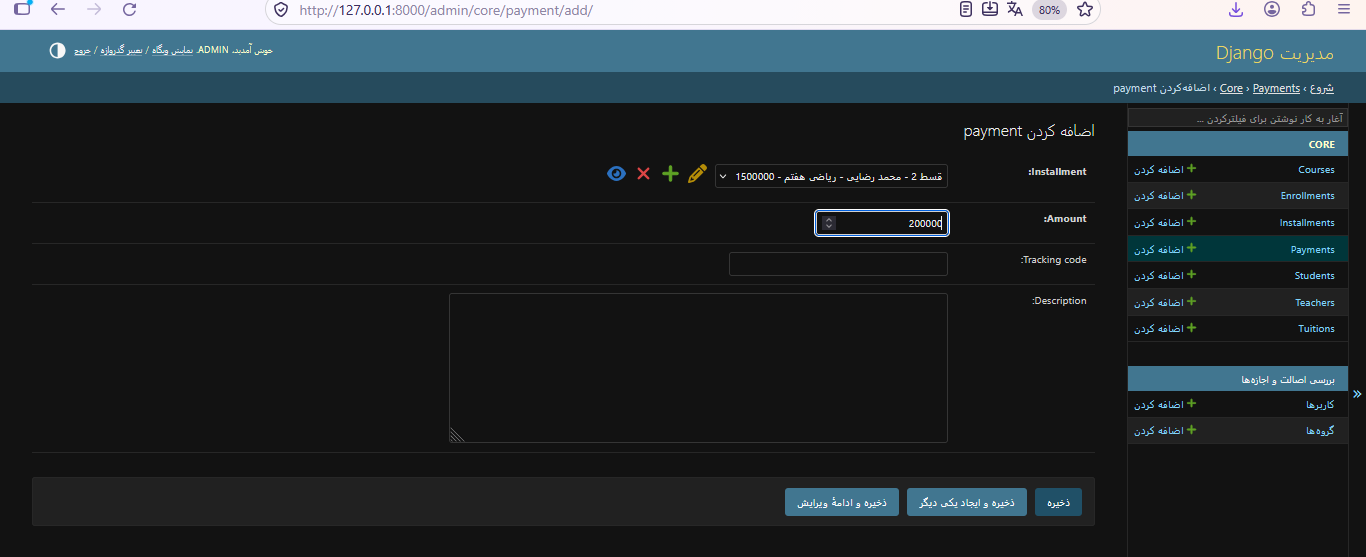 http://127.0.0.1:8000/admin/core/payment/add/
80%
مدیریت Django
خوش آمدید، ADMIN. نمایش وبگاه / تغییر گذرواژه / خروج
شروع › Core › Payments › اضافه‌کردن payment
آغار به کار نوشتن برای فیلترکردن ...
CORE
Courses اضافه کردن
Enrollments اضافه کردن
Installments اضافه کردن
Payments اضافه کردن
Students اضافه کردن
Teachers اضافه کردن
Tuitions اضافه کردن
بررسی اصالت و اجازه‌ها
کاربرها اضافه کردن
گروه‌ها اضافه کردن
»
اضافه کردن payment
Installment:
قسط 2 - محمد رضایی - ریاضی هفتم - 1500000
Amount:
200000
Tracking code:
Description:
ذخیره
ذخیره و ایجاد یکی دیگر
ذخیره و ادامهٔ ویرایش